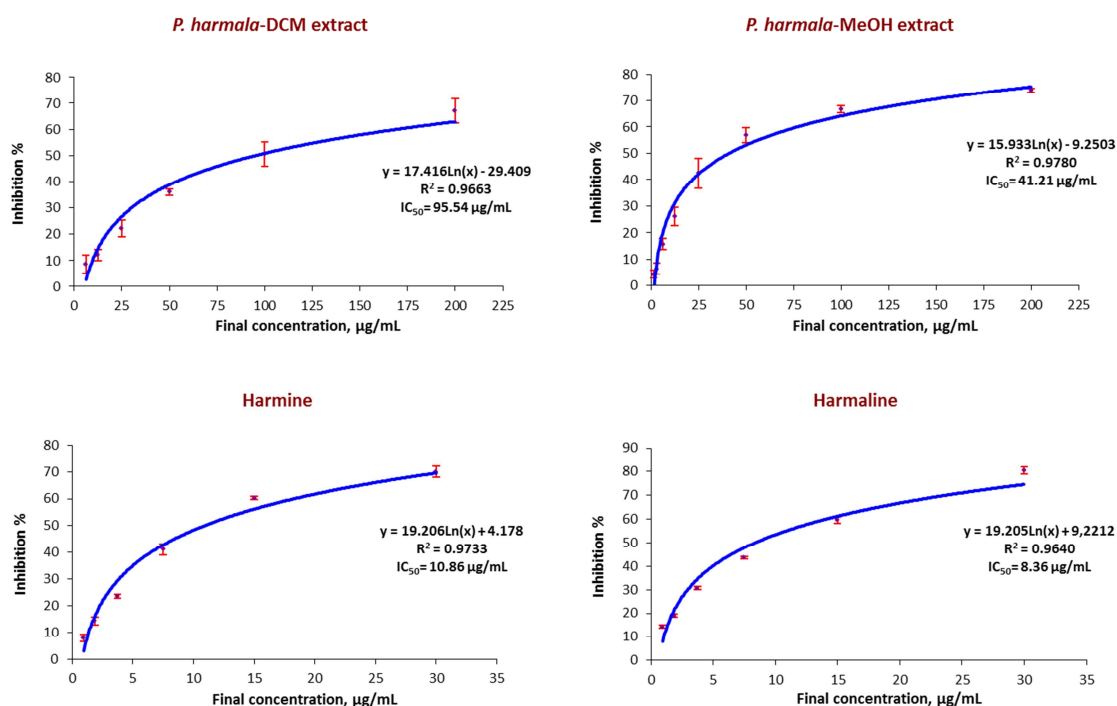 P. harmala-DCM extract
Inhibition %
80
70
60
50
40
30
20
10
0
y = 17.416Ln(x) - 29.409
R² = 0.9663
IC₅₀= 95.54 µg/mL
0 25 50 75 100 125 150 175 200 225
Final concentration, µg/mL
P. harmala-MeOH extract
Inhibition %
80
70
60
50
40
30
20
10
0
y = 15.933Ln(x) - 9.2503
R² = 0.9780
IC₅₀= 41.21 µg/mL
0 25 50 75 100 125 150 175 200 225
Final concentration, µg/mL
Harmine
Inhibition %
80
70
60
50
40
30
20
10
0
y = 19.206Ln(x) + 4.178
R² = 0.9733
IC₅₀= 10.86 µg/mL
0 5 10 15 20 25 30 35
Final concentration, µg/mL
Harmaline
Inhibition %
90
80
70
60
50
40
30
20
10
0
y = 19.205Ln(x) + 9,2212
R² = 0.9640
IC₅₀= 8.36 µg/mL
0 5 10 15 20 25 30 35
Final concentration, µg/mL